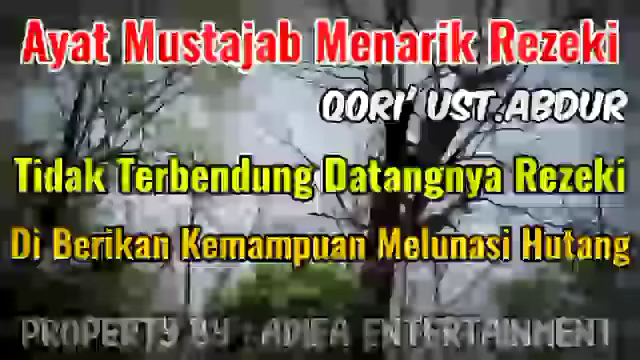 Ayat Mustajab Menarik Rezeki
QORI' UST.ABDUR
Tidak Terbendung Datangnya Rezeki
Di Berikan Kemampuan Melunasi Hutang
PROPERTY BY : ADIFA ENTERTAINMENT